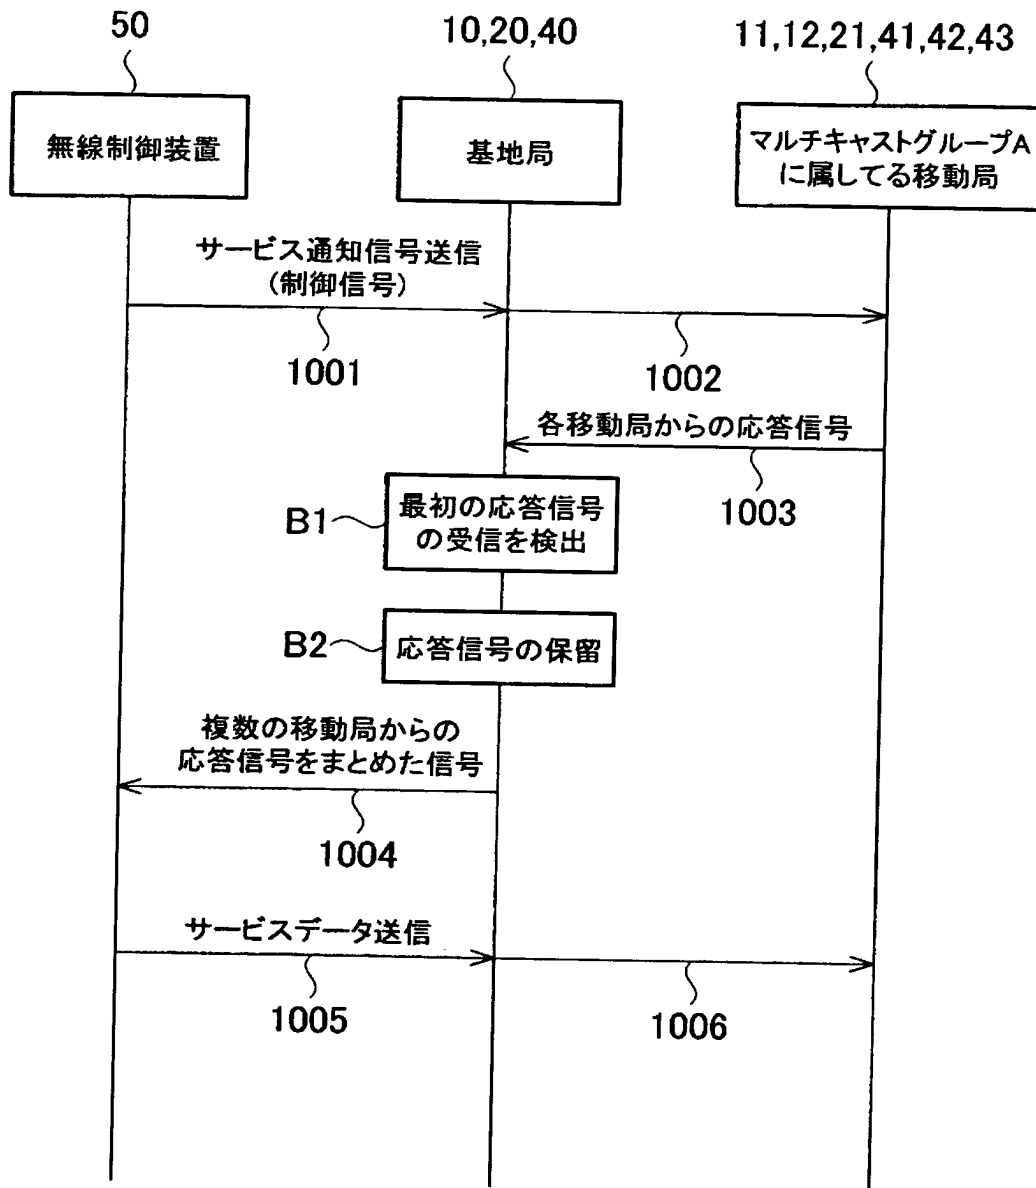 50
10,20,40
11,12,21,41,42,43
無線制御装置
基地局
マルチキャストグループA
に属してる移動局
サービス通知信号送信
(制御信号)
1001
1002
各移動局からの応答信号
1003
B1
最初の応答信号
の受信を検出
B2
応答信号の保留
複数の移動局からの
応答信号をまとめた信号
1004
サービスデータ送信
1005
1006